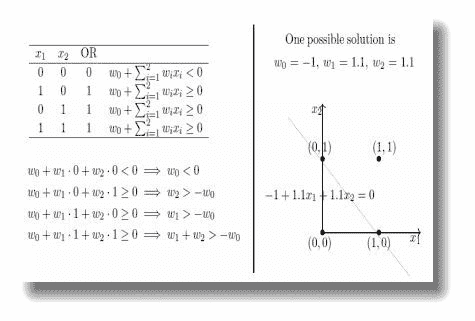 x₁ x₂ OR
0 0 0 w₀ + ∑²ᵢ₌₁ wᵢxᵢ < 0
1 0 1 w₀ + ∑²ᵢ₌₁ wᵢxᵢ ≥ 0
0 1 1 w₀ + ∑²ᵢ₌₁ wᵢxᵢ ≥ 0
1 1 1 w₀ + ∑²ᵢ₌₁ wᵢxᵢ ≥ 0
w₀ + w₁ · 0 + w₂ · 0 < 0 ⟹ w₀ < 0
w₀ + w₁ · 0 + w₂ · 1 ≥ 0 ⟹ w₂ > −w₀
w₀ + w₁ · 1 + w₂ · 0 ≥ 0 ⟹ w₁ > −w₀
w₀ + w₁ · 1 + w₂ · 1 ≥ 0 ⟹ w₁ + w₂ > −w₀
One possible solution is
w₀ = −1, w₁ = 1.1, w₂ = 1.1
x₂
(0, 1) (1, 1)
−1 + 1.1x₁ + 1.1x₂ = 0
(0, 0) (1, 0) x₁